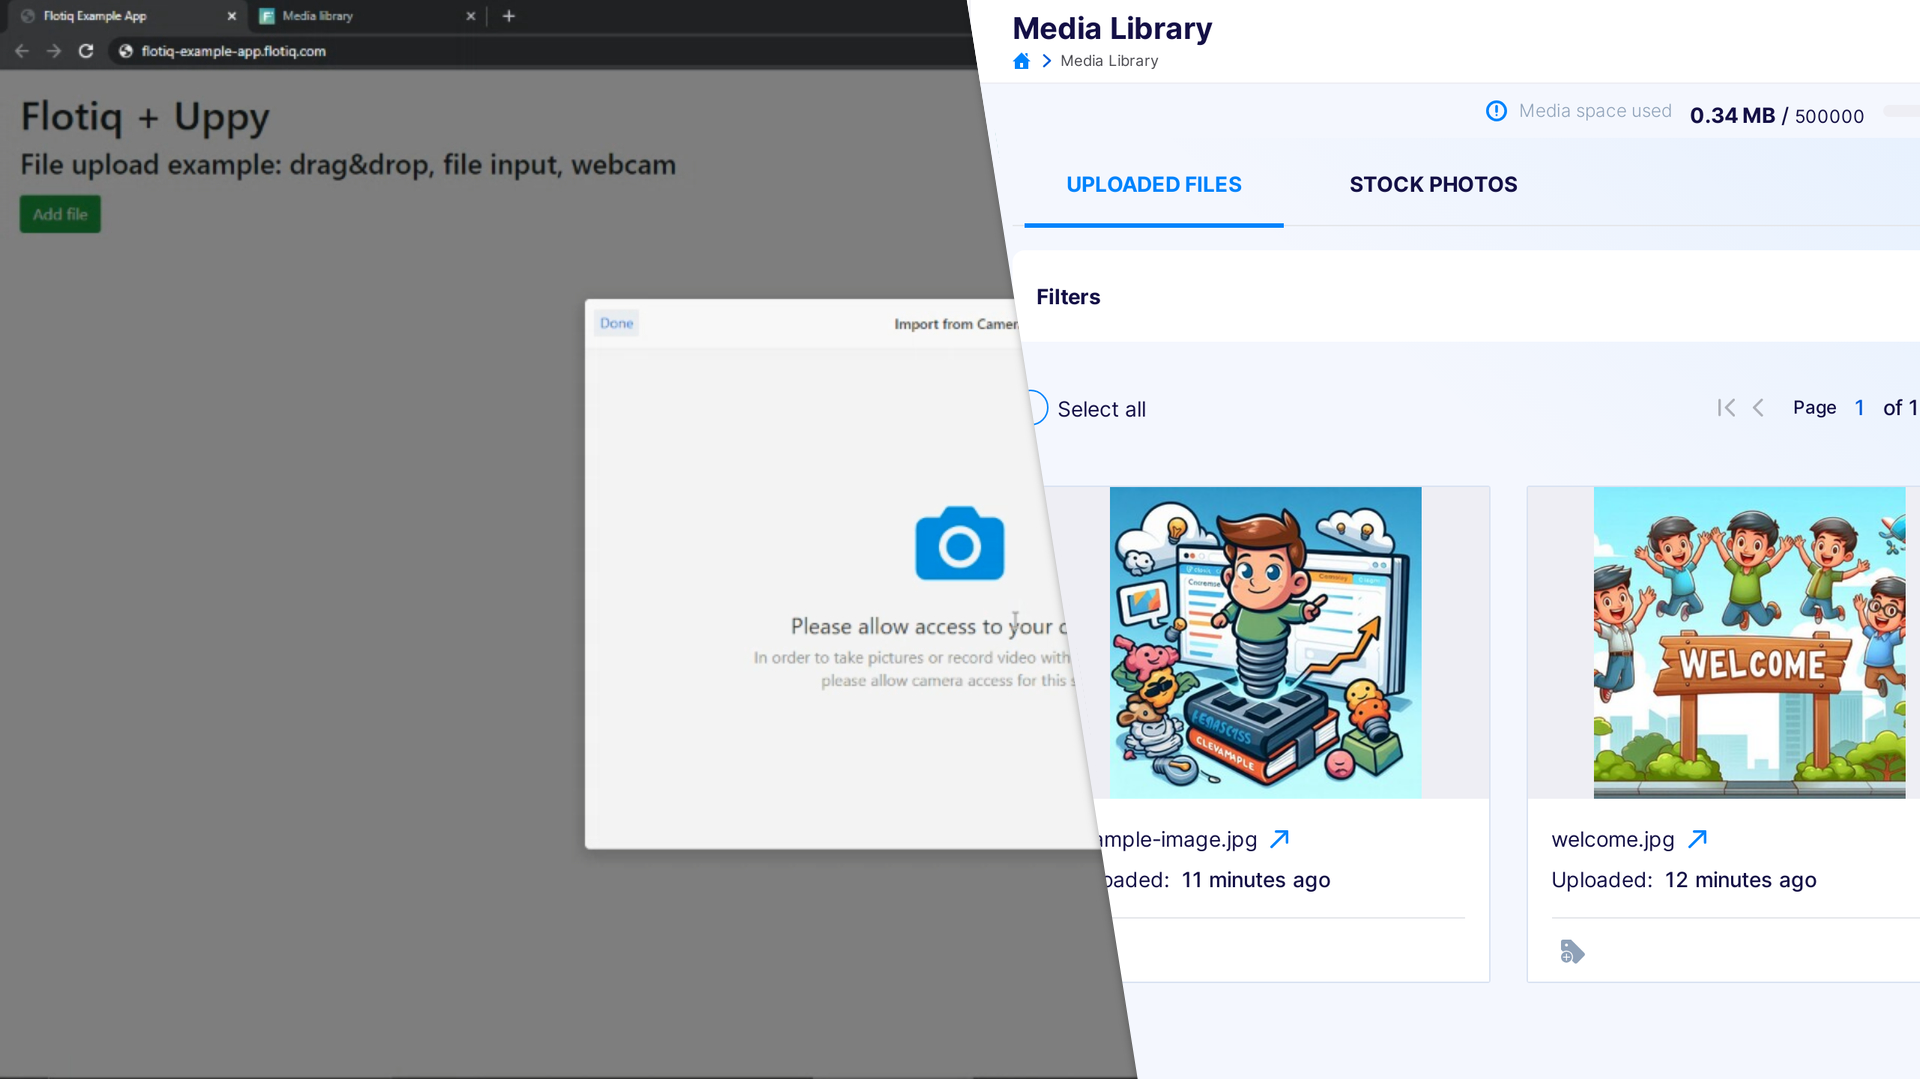 Flotiq Example App
Media library
flotiq-example-app.flotiq.com
Flotiq + Uppy
File upload example: drag&drop, file input, webcam
Add file
Done
Import from Camer
Please allow access to your c
In order to take pictures or record video with
please allow camera access for this s
Media Library
Media Library
Media space used 0.34 MB / 500000
UPLOADED FILES
STOCK PHOTOS
Filters
Select all
Page 1 of 1
CLEVAMPLE
WELCOME
ample-image.jpg
oaded: 11 minutes ago
welcome.jpg
Uploaded: 12 minutes ago